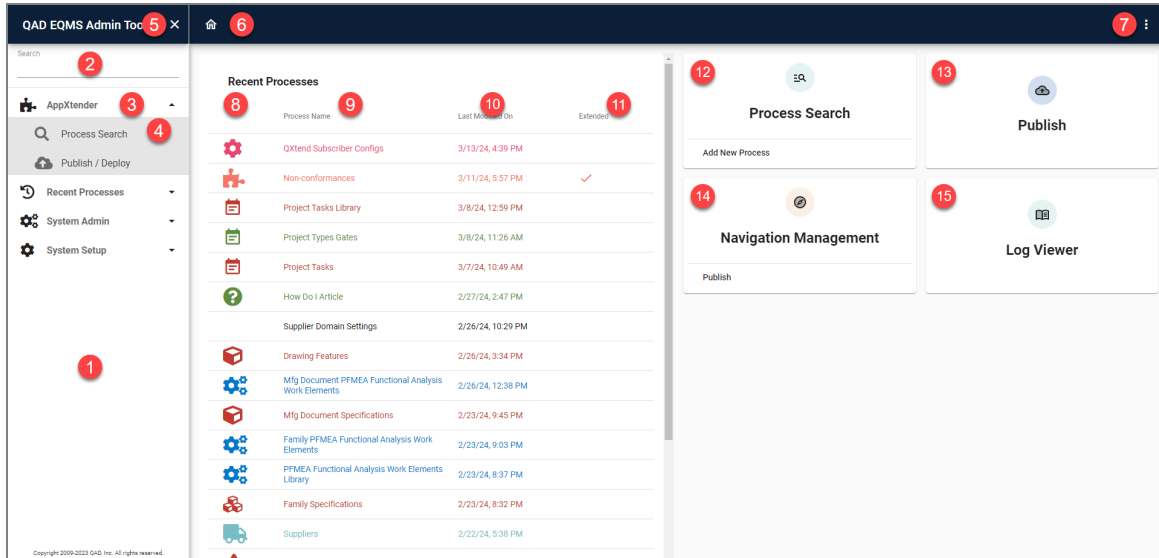 QAD EQMS Admin Too 5 × 6 7
Search
2
AppXtender 3
Process Search 4
Publish / Deploy
Recent Processes
System Admin
System Setup
1
Copyright 2009-2023 QAD, Inc. All rights reserved.
Recent Processes
8 9 10 11
Process Name Last Modified On Extended
QXtend Subscriber Configs 3/13/24, 4:39 PM
Non-conformances 3/11/24, 5:57 PM
Project Tasks Library 3/8/24, 12:59 PM
Project Types Gates 3/8/24, 11:26 AM
Project Tasks 3/7/24, 10:49 AM
How Do I Article 2/27/24, 2:47 PM
Supplier Domain Settings 2/26/24, 10:29 PM
Drawing Features 2/26/24, 3:34 PM
Mfg Document PFMEA Functional Analysis
Work Elements 2/26/24, 12:38 PM
Mfg Document Specifications 2/23/24, 9:45 PM
Family PFMEA Functional Analysis Work
Elements 2/23/24, 9:03 PM
PFMEA Functional Analysis Work Elements
Library 2/23/24, 8:37 PM
Family Specifications 2/23/24, 8:32 PM
Suppliers 2/22/24, 5:38 PM
12
Process Search
Add New Process
13
Publish
14
Navigation Management
Publish
15
Log Viewer